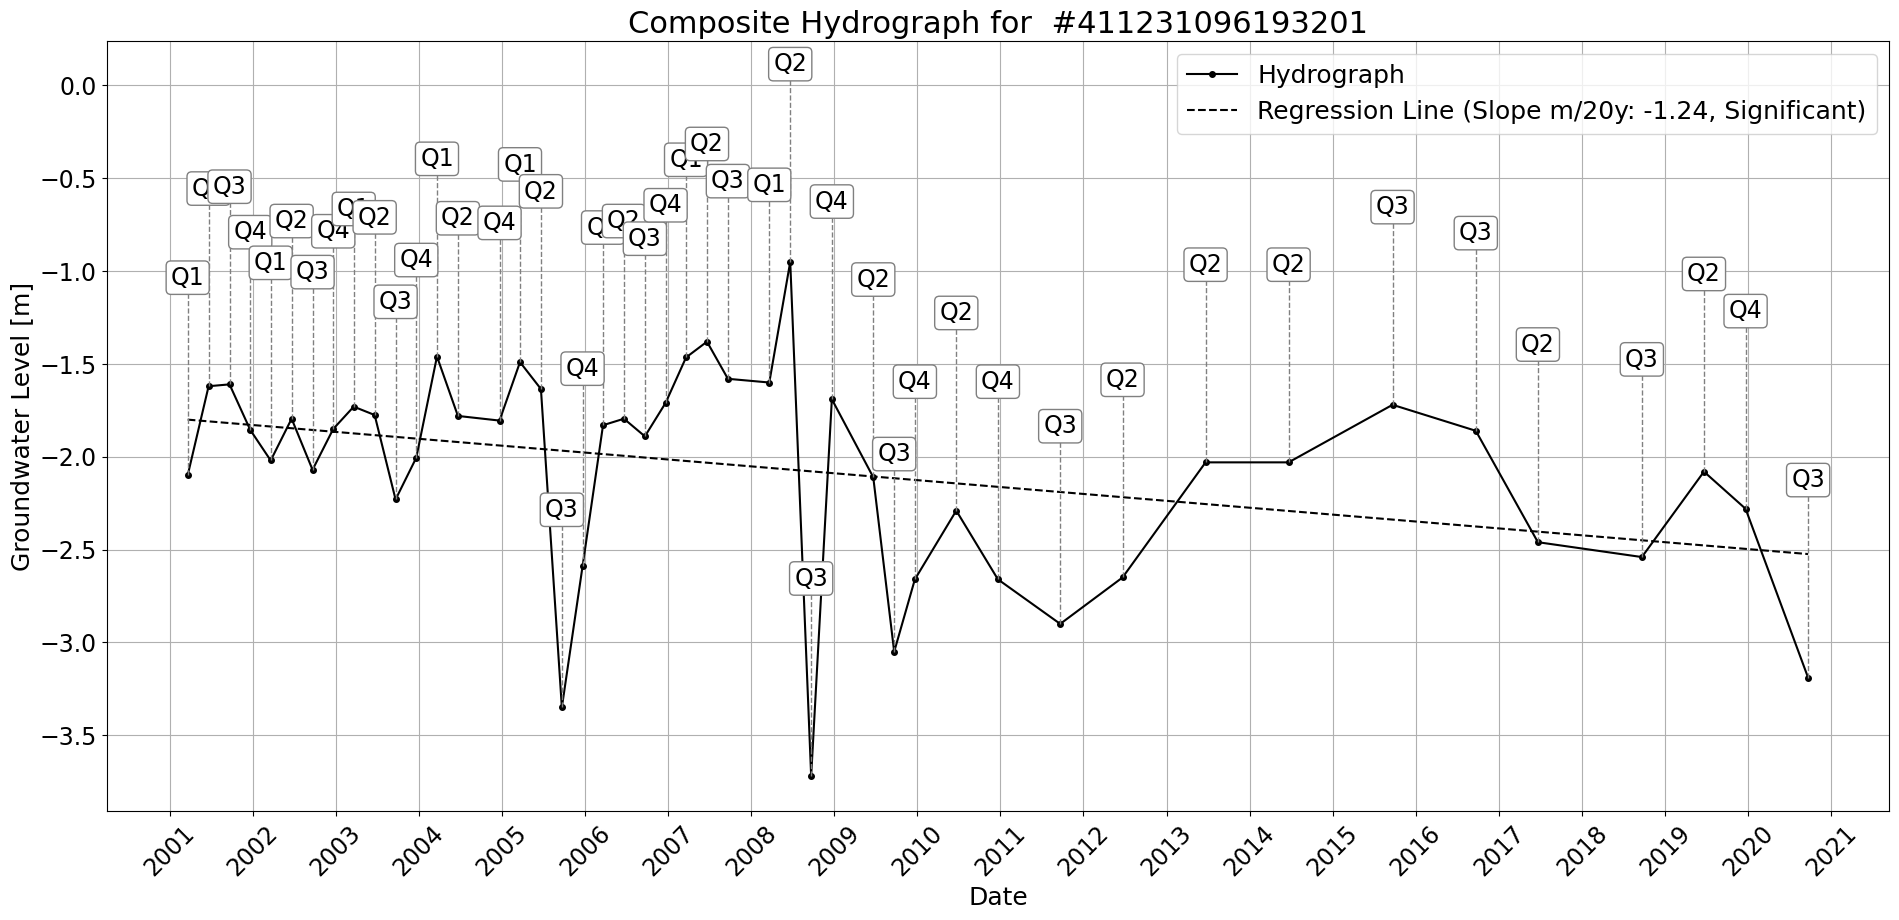 Composite Hydrograph for  #411231096193201
Hydrograph
Regression Line (Slope m/20y: -1.24, Significant)
Groundwater Level [m]
0.0
−0.5
−1.0
−1.5
−2.0
−2.5
−3.0
−3.5
Q1
Q3
Q4
Q1
Q2
Q3
Q4
Q2
Q3
Q4
Q1
Q2
Q4
Q1
Q2
Q3
Q4
Q2
Q3
Q4
Q1
Q2
Q3
Q1
Q2
Q3
Q4
Q2
Q3
Q4
Q2
Q4
Q3
Q2
Q2
Q2
Q3
Q3
Q2
Q3
Q2
Q4
Q3
2001
2002
2003
2004
2005
2006
2007
2008
2009
2010
2011
2012
2013
2014
2015
2016
2017
2018
2019
2020
2021
Date